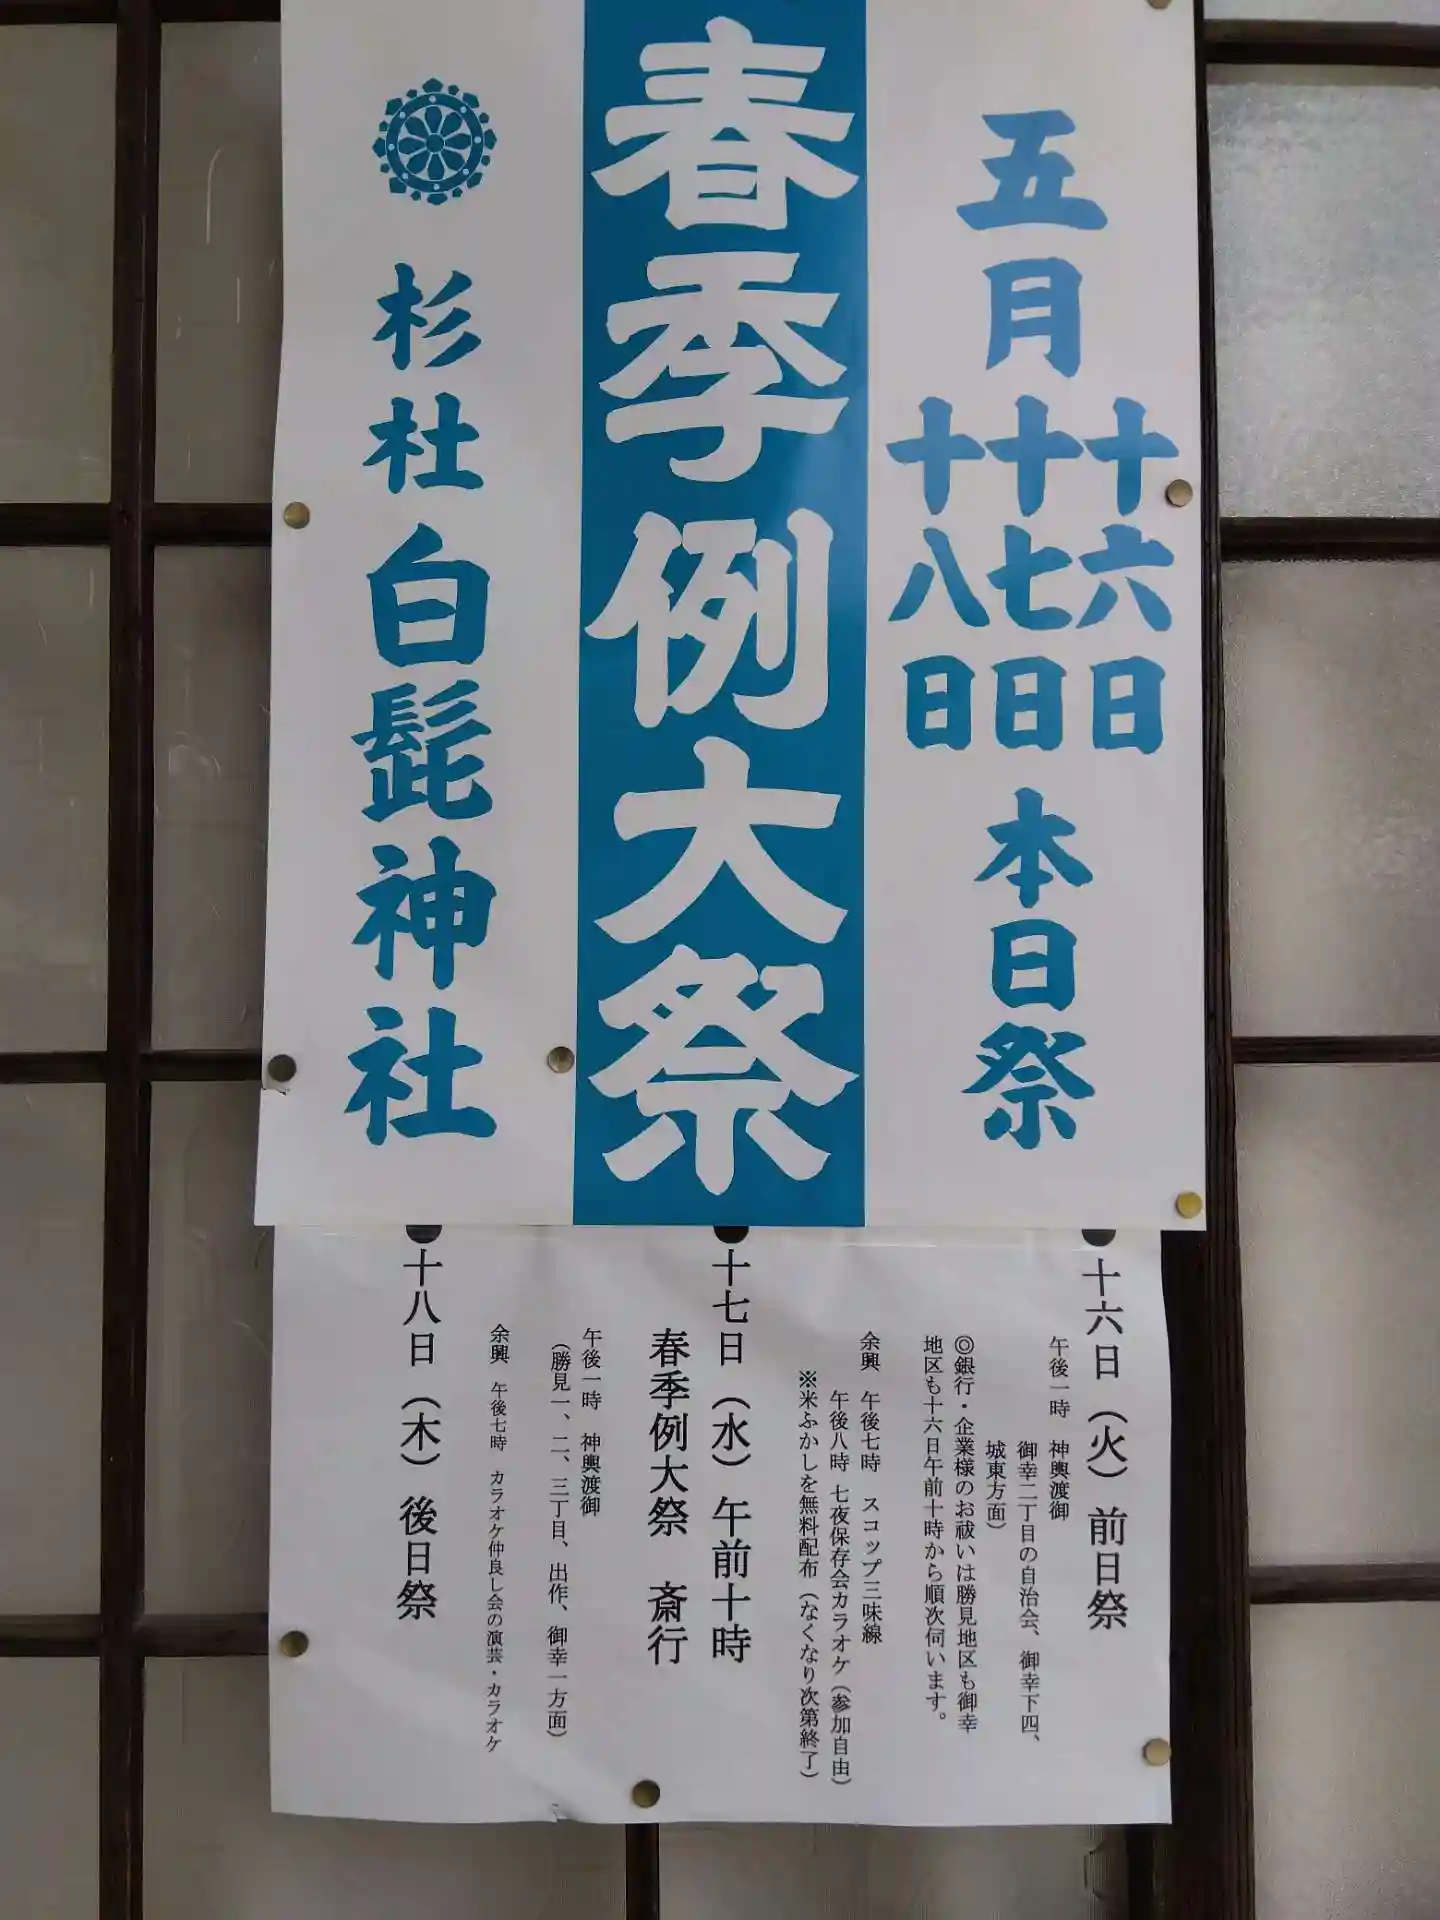 五月
十六日
十七日
十八日
本日祭
春季例大祭
杉杜白髭神社
●十六日（火）前日祭
午後一時　神輿渡御
御幸二丁目の自治会、御幸下四、
城東方面）
◎銀行・企業様のお祓いは勝見地区も御幸
地区も十六日午前十時から順次伺います。
余興　午後七時　スコップ三味線
午後八時　七夜保存会カラオケ（参加自由）
※米ふかしを無料配布（なくなり次第終了）
●十七日（水）午前十時
春季例大祭　斎行
午後一時　神輿渡御
（勝見一、二、三丁目、出作、御幸一方面）
余興　午後七時　カラオケ仲良し会の演芸・カラオケ
●十八日（木）後日祭